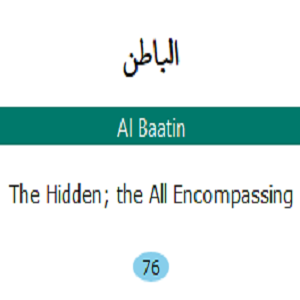 الباطن
Al Baatin
The Hidden; the All Encompassing
76